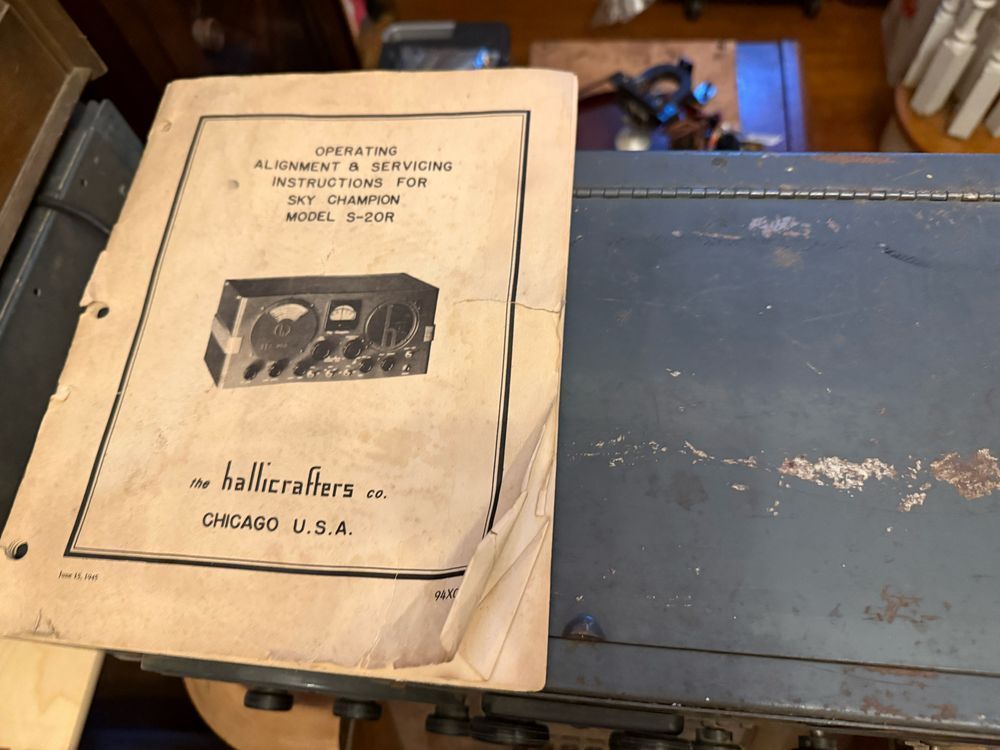 OPERATING
ALIGNMENT & SERVICING
INSTRUCTIONS FOR
SKY CHAMPION
MODEL S-20R
the hallicrafters co.
CHICAGO U.S.A.
June 15, 1945